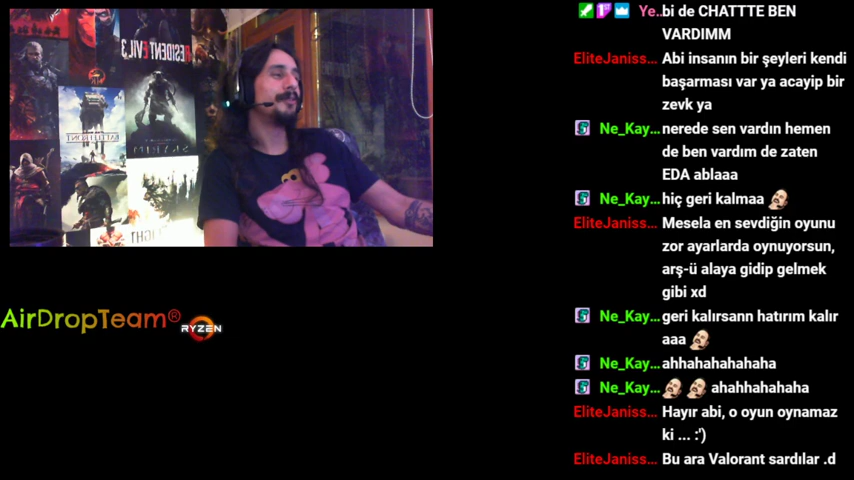 RESIDENT EVIL 3
BATTLEFRONT
SKYRIM
AirDropTeam®
RYZEN
Ye..bi de CHATTTE BEN
VARDIMM
EliteJaniss... Abi insanın bir şeyleri kendi
başarması var ya acayip bir
zevk ya
Ne_Kay... nerede sen vardın hemen
de ben vardım de zaten
EDA ablaaa
Ne_Kay... hiç geri kalmaa
EliteJaniss... Mesela en sevdiğin oyunu
zor ayarlarda oynuyorsun,
arş-ü alaya gidip gelmek
gibi xd
Ne_Kay... geri kalırsann hatırım kalır
aaa
Ne_Kay... ahhahahahahaha
Ne_Kay... ahahhahahaha
EliteJaniss... Hayır abi, o oyun oynamaz
ki ... :')
EliteJaniss... Bu ara Valorant sardılar .d